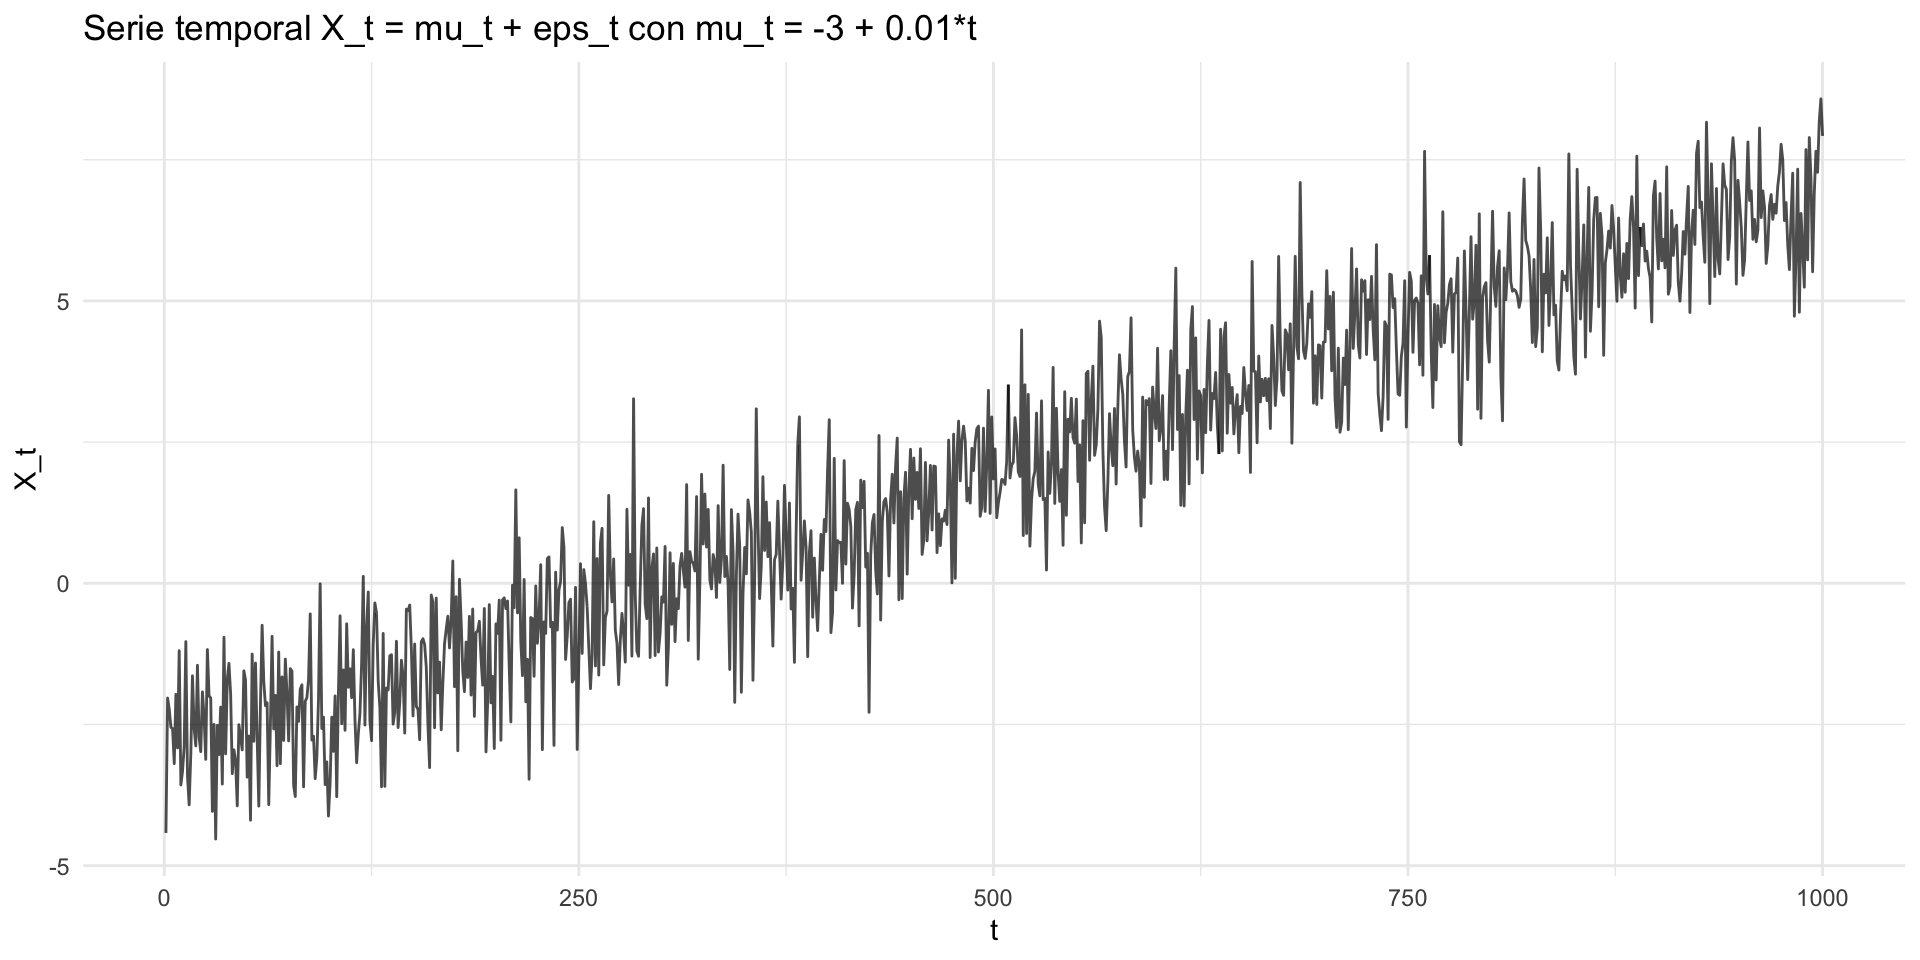 Serie temporal X_t = mu_t + eps_t con mu_t = -3 + 0.01*t
X_t
5
0
-5
0 250 500 750 1000
t